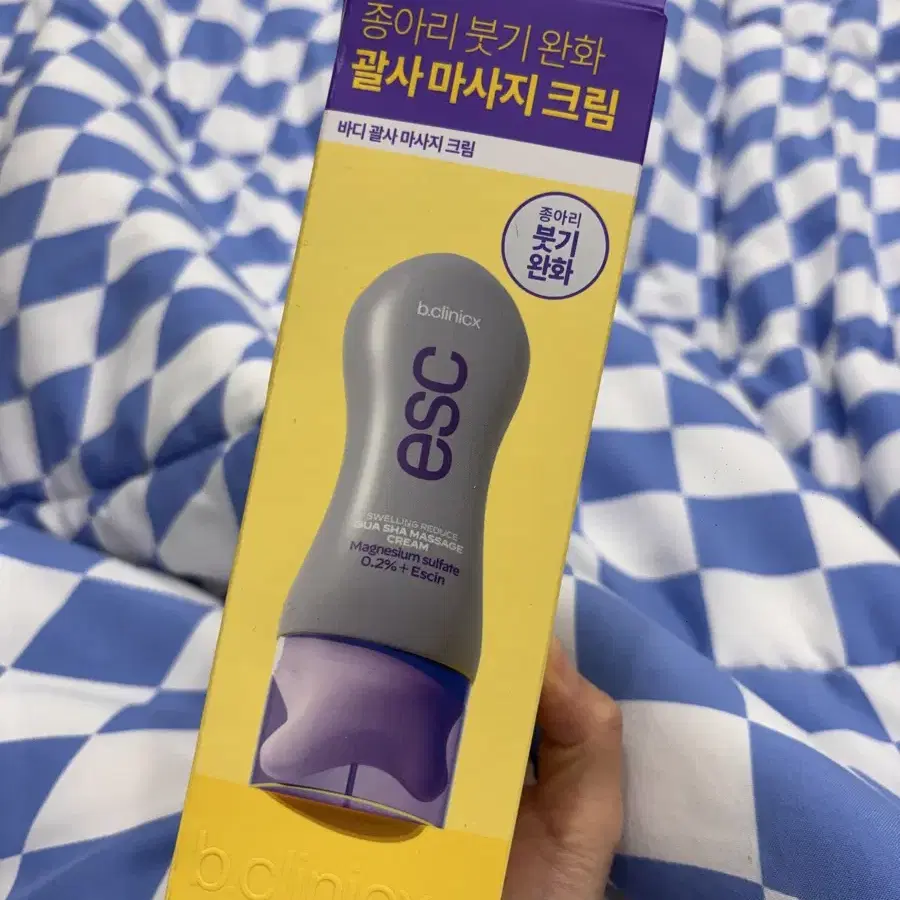 종아리 붓기 완화
괄사 마사지 크림
바디 괄사 마사지 크림
종아리
붓기
완화
b.clinicx
esc
SWELLING REDUCE
GUA SHA MASSAGE
CREAM
Magnesium sulfate
0.2% + Escin
b.clinicx